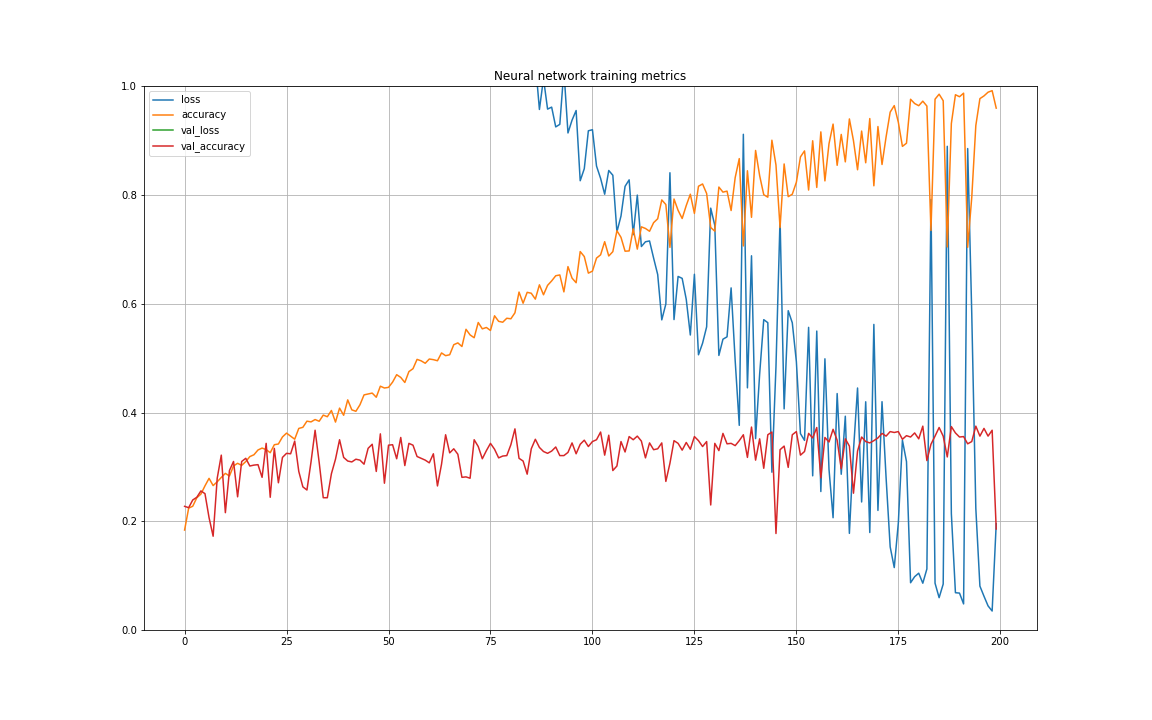 Neural network training metrics
loss
accuracy
val_loss
val_accuracy
1.0
0.8
0.6
0.4
0.2
0.0
0 25 50 75 100 125 150 175 200